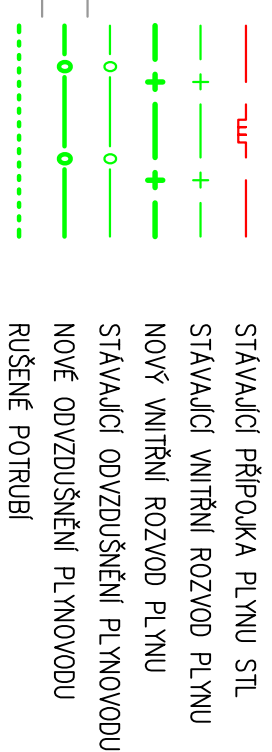 STÁVAJÍCÍ PŘÍPOJKA PLYNU STL
STÁVAJÍCÍ VNITŘNÍ ROZVOD PLYNU
NOVÝ VNITŘNÍ ROZVOD PLYNU
STÁVAJÍCÍ ODVZDUŠNĚNÍ PLYNOVODU
NOVÉ ODVZDUŠNĚNÍ PLYNOVODU
RUŠENÉ POTRUBÍ